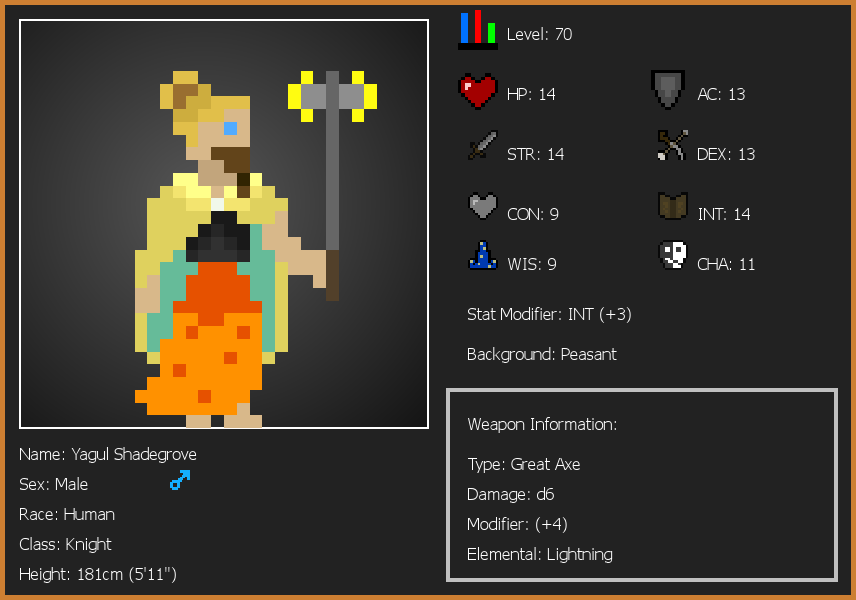 Level: 70
HP: 14
AC: 13
STR: 14
DEX: 13
CON: 9
INT: 14
WIS: 9
CHA: 11
Stat Modifier: INT (+3)
Background: Peasant
Weapon Information:
Type: Great Axe
Damage: d6
Modifier: (+4)
Elemental: Lightning
Name: Yagul Shadegrove
Sex: Male
Race: Human
Class: Knight
Height: 181cm (5'11")